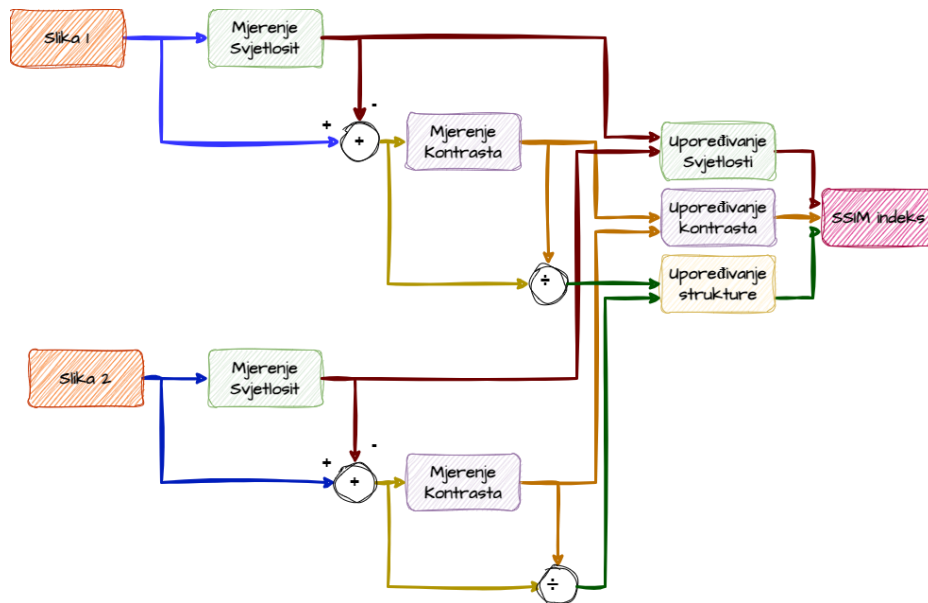 Slika 1
Mjerenje
Svjetlosit
-
+
+
Mjerenje
Kontrasta
Upoređivanje
Svjetlosti
Upoređivanje
kontrasta
SSIM indeks
÷
Upoređivanje
strukture
Slika 2
Mjerenje
Svjetlosit
-
+
+
Mjerenje
Kontrasta
÷